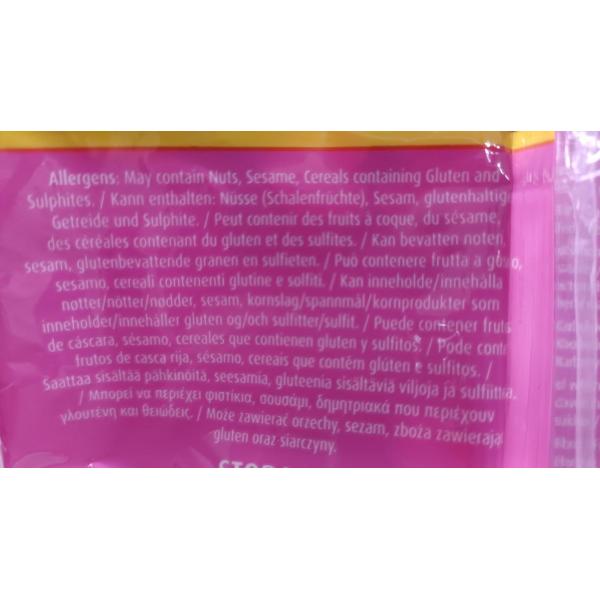 Allergens: May contain Nuts, Sesame, Cereals containing Gluten and
Sulphites. / Kann enthalten: Nüsse (Schalenfrüchte), Sesam, glutenhaltige
Getreide und Sulphite. / Peut contenir des fruits à coque, du sésame,
des céréales contenant du gluten et des sulfites. / Kan bevatten noten,
sesam, glutenbevattende granen en sulfieten. / Può contenere frutta a guscio,
sesamo, cereali contenenti glutine e solfiti. / Kan inneholde/innehålla
notter/nötter/nødder, sesam, kornslag/spannmål/kornprodukter som
inneholder/innehåller gluten og/och sulfitter/sulfit. / Puede contener fruto
de cáscara, sésamo, cereales que contienen gluten y sulfitos. / Pode conte
frutos de casca rija, sésamo, cereais que contém glúten e sulfitos. /
Saattaa sisältää pähkinöitä, seesamia, gluteenia sisältäviä viljoja ja sulfiittia.
/ Μπορεί να περιέχει φιστίκια, σουσάμι, δημητριακά που περιέχουν
γλουτένη και θειώδεις. / Może zawierać orzechy, sezam, zboża zawierają
gluten oraz siarczyny.